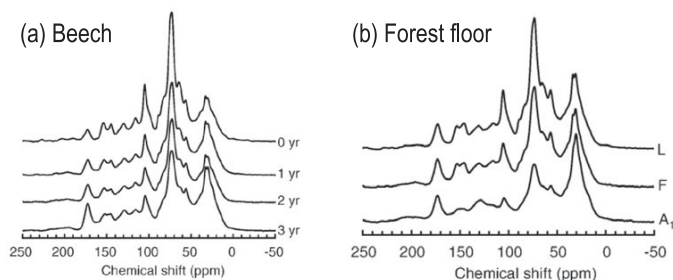 (a) Beech
0 yr
1 yr
2 yr
3 yr
250 200 150 100 50 0 -50
Chemical shift (ppm)
(b) Forest floor
L
F
A₁
250 200 150 100 50 0 -50
Chemical shift (ppm)